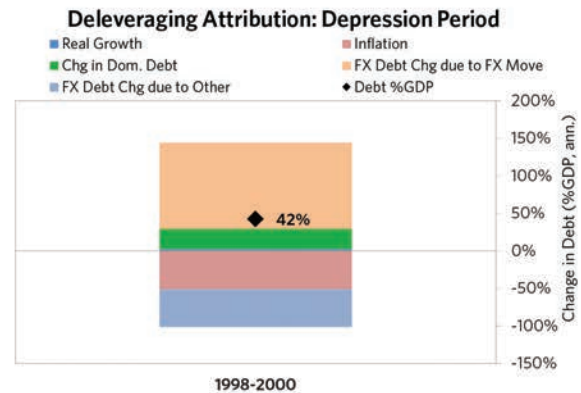 Deleveraging Attribution: Depression Period
Real Growth
Inflation
Chg in Dom. Debt
FX Debt Chg due to FX Move
FX Debt Chg due to Other
Debt %GDP
200%
150%
100%
50%
0%
-50%
-100%
-150%
Change in Debt (%GDP, ann.)
42%
1998-2000